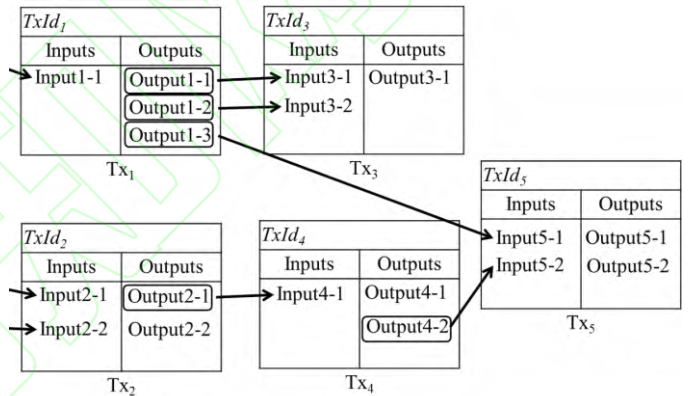 TxId1
Inputs Outputs
Input1-1 Output1-1
Output1-2
Output1-3
Tx1
TxId3
Inputs Outputs
Input3-1 Output3-1
Input3-2
Tx3
TxId2
Inputs Outputs
Input2-1 Output2-1
Input2-2 Output2-2
Tx2
TxId4
Inputs Outputs
Input4-1 Output4-1
Output4-2
Tx4
TxId5
Inputs Outputs
Input5-1 Output5-1
Input5-2 Output5-2
Tx5